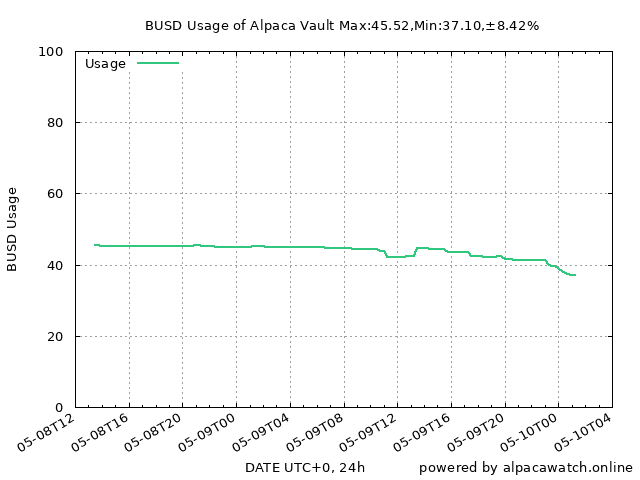 BUSD Usage of Alpaca Vault Max:45.52,Min:37.10,±8.42%
100
Usage
80
60
BUSD Usage
40
20
0
05-08T12
05-08T16
05-08T20
05-09T00
05-09T04
05-09T08
05-09T12
05-09T16
05-09T20
05-10T00
05-10T04
DATE UTC+0, 24h
powered by alpacawatch.online